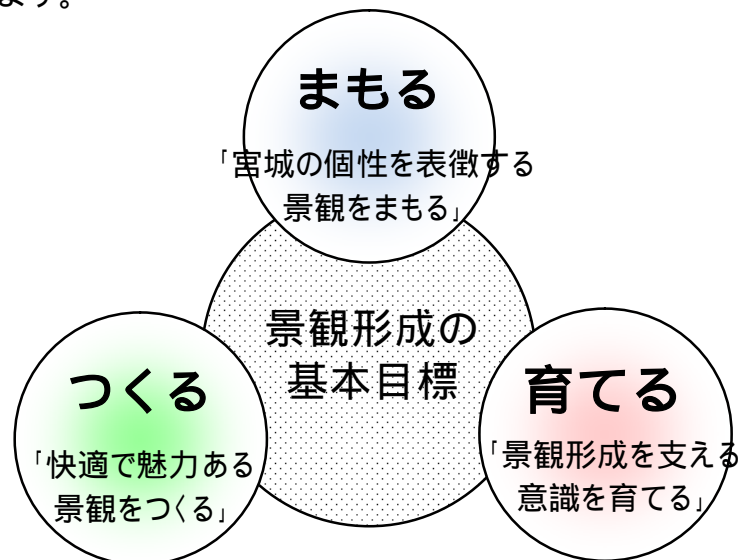 ます。
まもる
「宮城の個性を表徴する
景観をまもる」
景観形成の
基本目標
つくる
「快適で魅力ある
景観をつくる」
育てる
「景観形成を支える
意識を育てる」